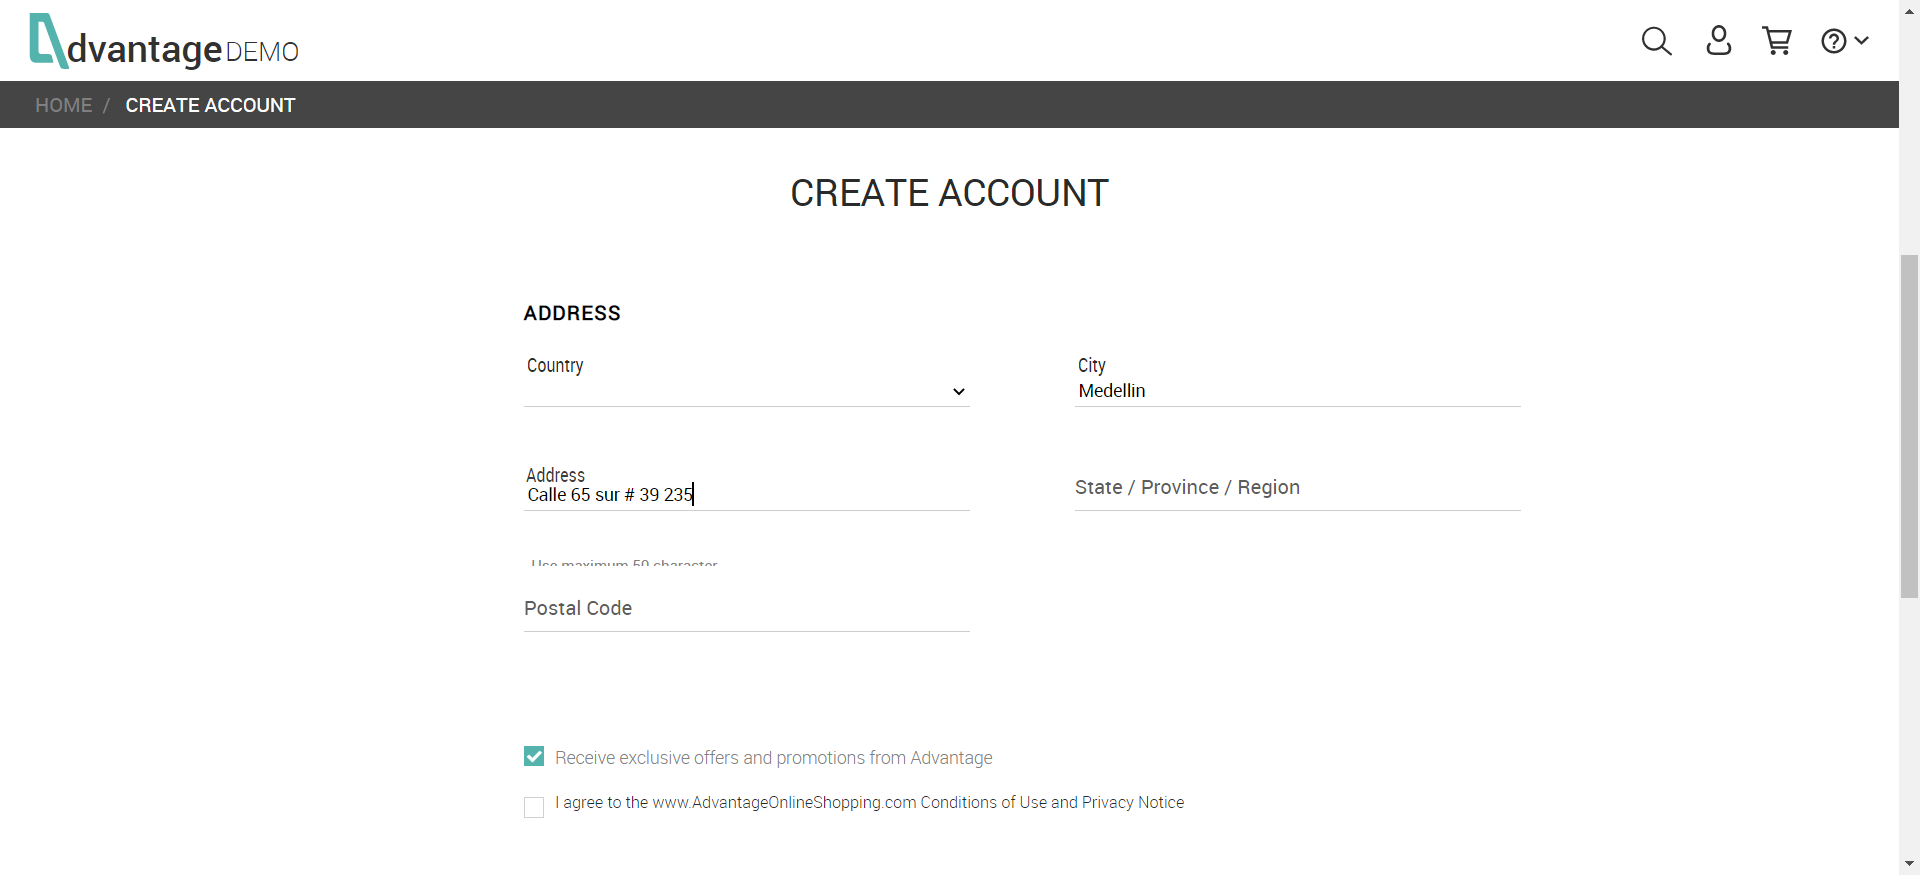 dvantage DEMO
HOME / CREATE ACCOUNT
CREATE ACCOUNT
ADDRESS
Country
City
Medellin
Address
Calle 65 sur # 39 235
State / Province / Region
Use maximum 50 character
Postal Code
Receive exclusive offers and promotions from Advantage
I agree to the www.AdvantageOnlineShopping.com Conditions of Use and Privacy Notice